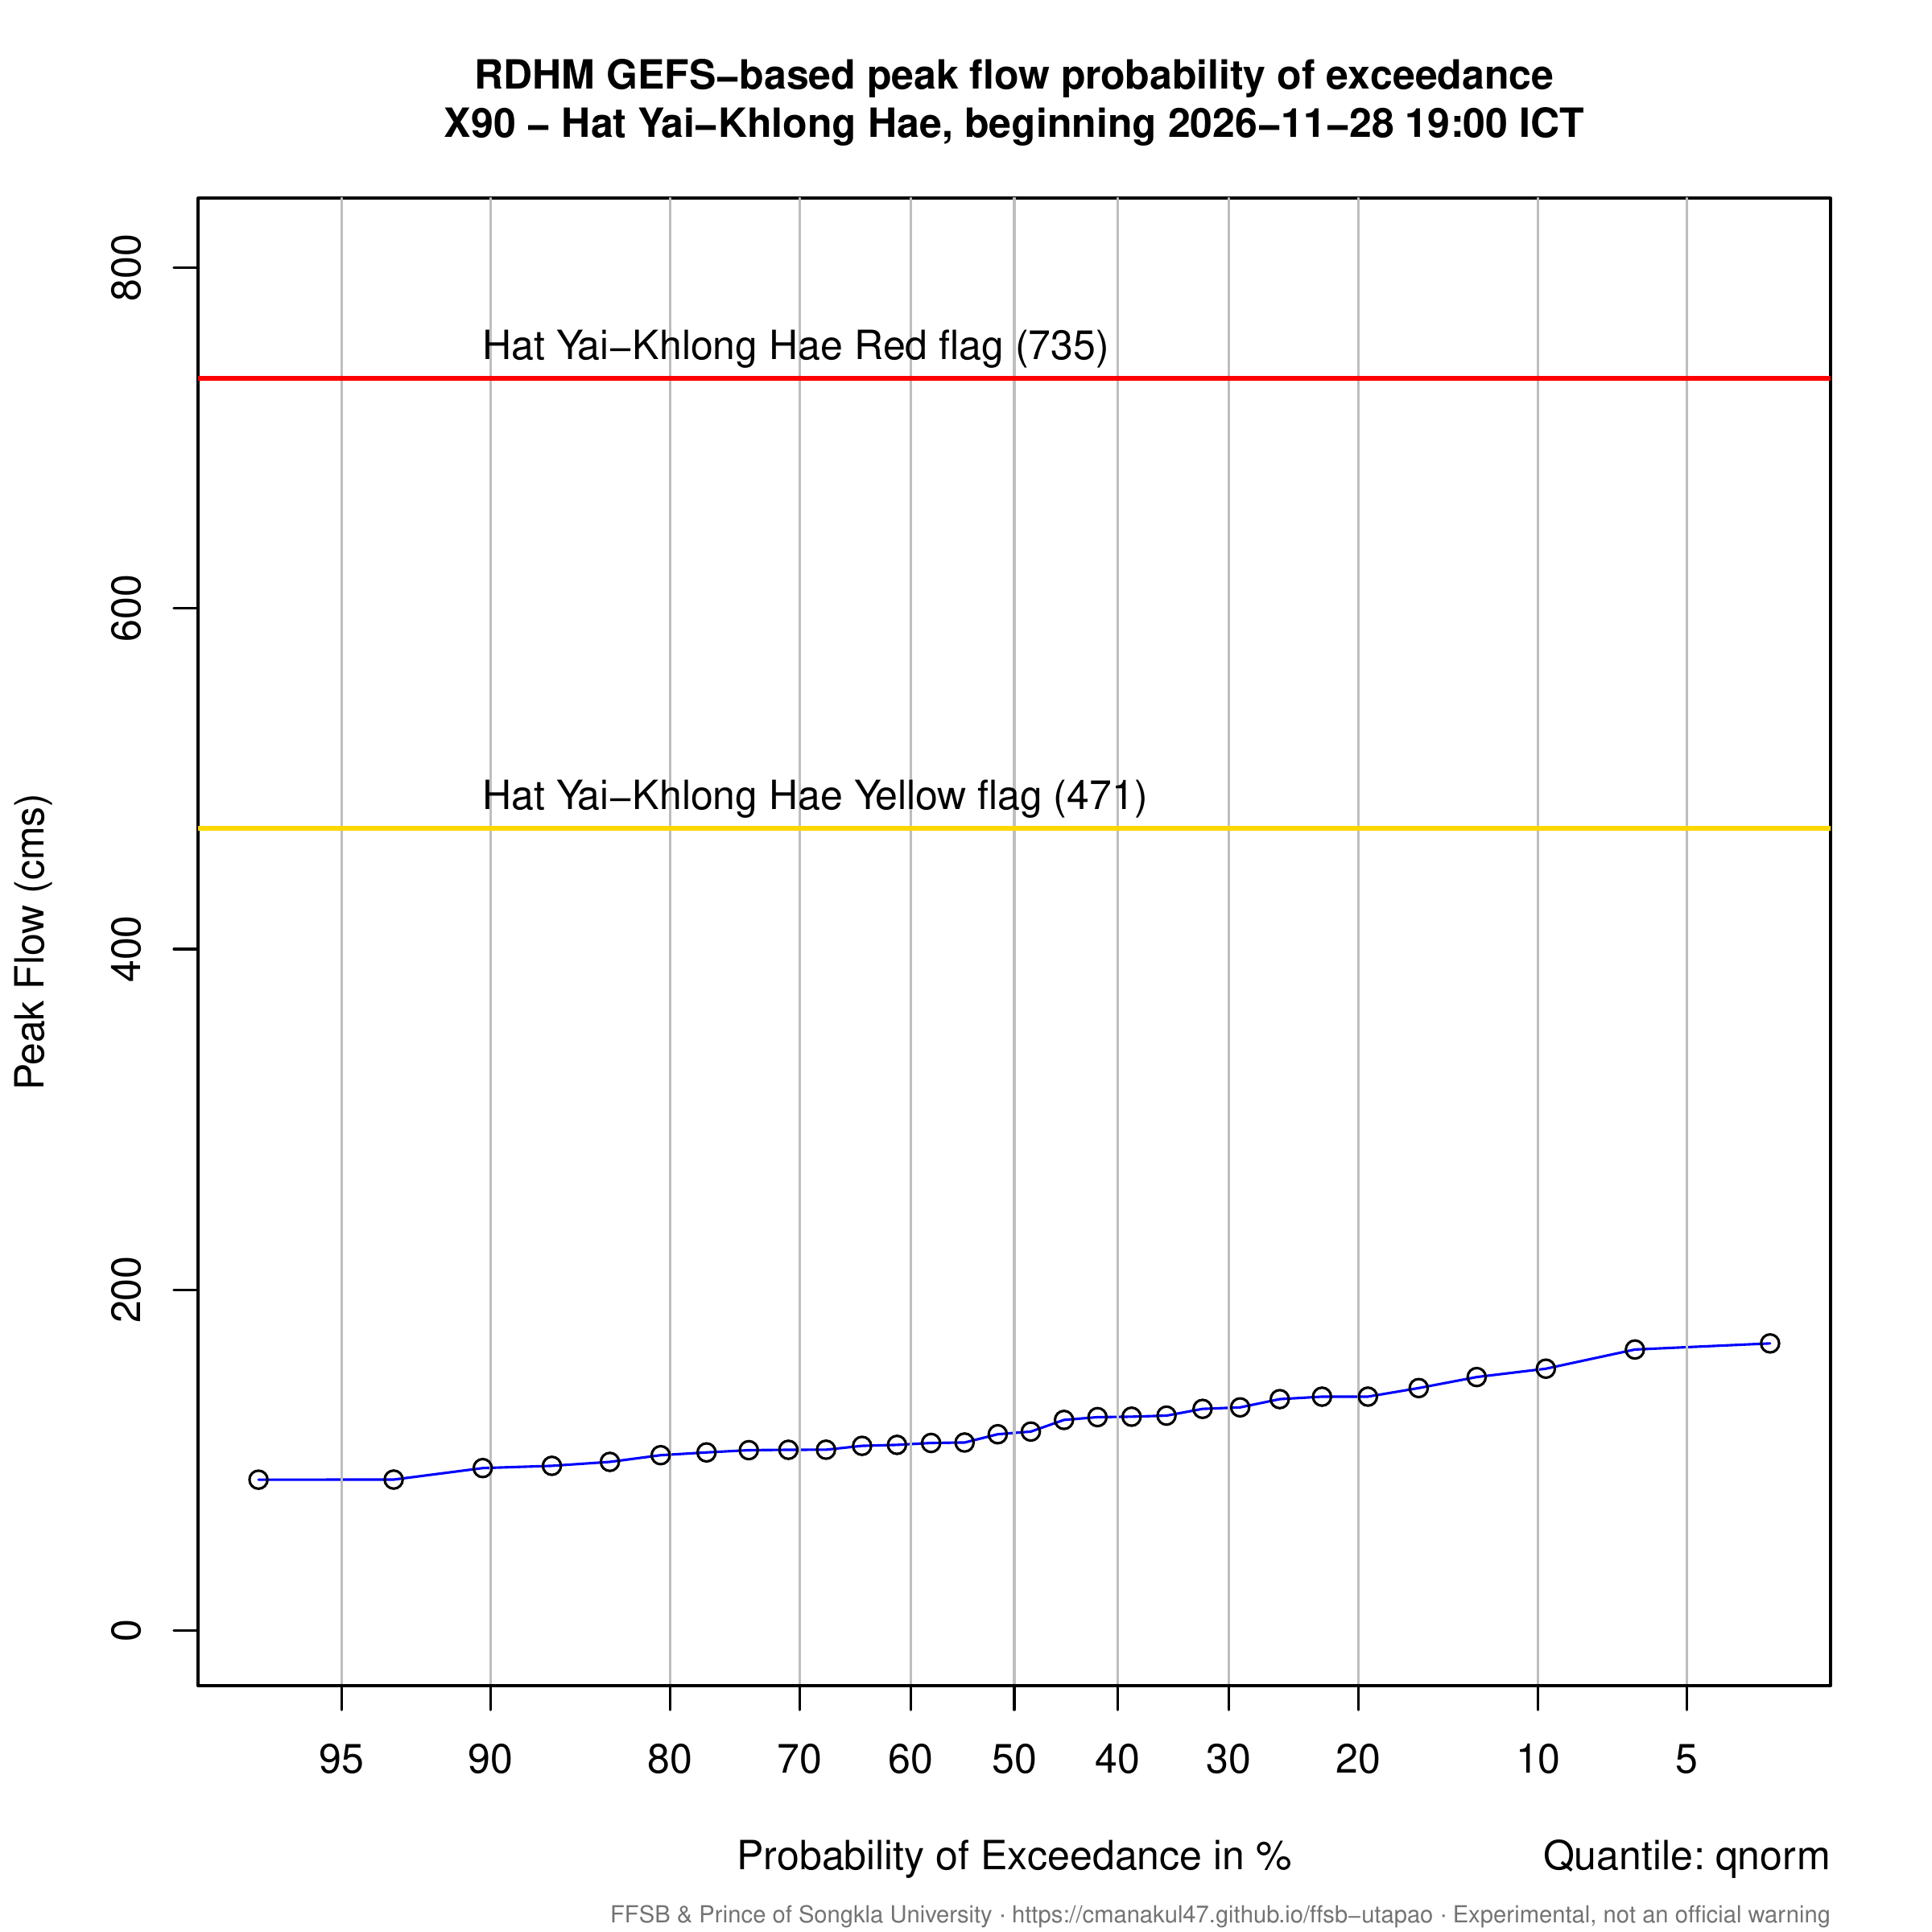 RDHM GEFS−based peak flow probability of exceedance
X90 − Hat Yai−Khlong Hae, beginning 2026−11−28 19:00 ICT
800
Hat Yai−Khlong Hae Red flag (735)
600
Hat Yai−Khlong Hae Yellow flag (471)
Peak Flow (cms)
400
200
0
95 90 80 70 60 50 40 30 20 10 5
Probability of Exceedance in %
Quantile: qnorm
FFSB & Prince of Songkla University · https://cmanakul47.github.io/ffsb−utapao · Experimental, not an official warning